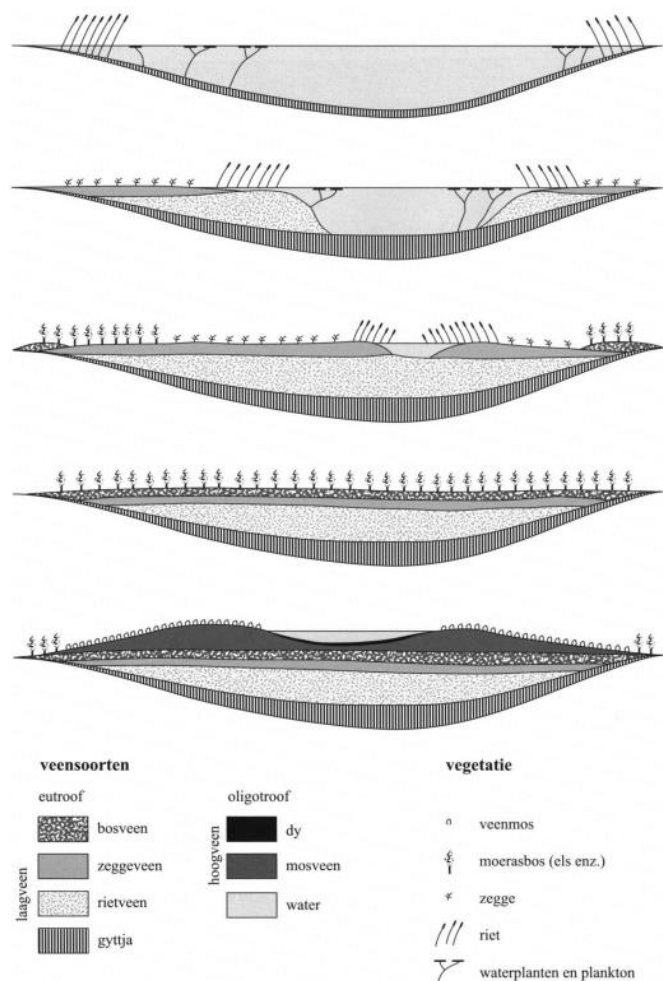 veensoorten
eutroof
laagveen
bosveen
zeggeveen
rietveen
gyttja
oligotroof
hoogveen
dy
mosveen
water
vegetatie
veenmos
moerasbos (els enz.)
zegge
riet
waterplanten en plankton